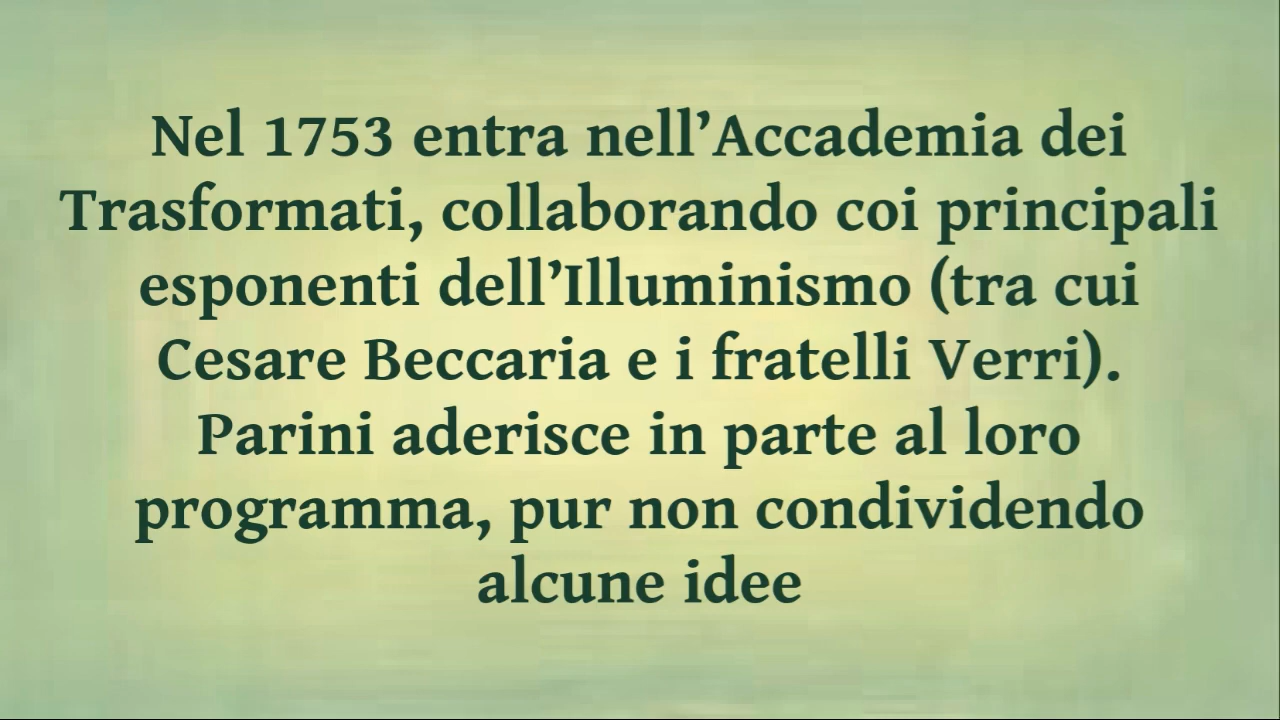 Nel 1753 entra nell’Accademia dei
Trasformati, collaborando coi principali
esponenti dell’Illuminismo (tra cui
Cesare Beccaria e i fratelli Verri).
Parini aderisce in parte al loro
programma, pur non condividendo
alcune idee